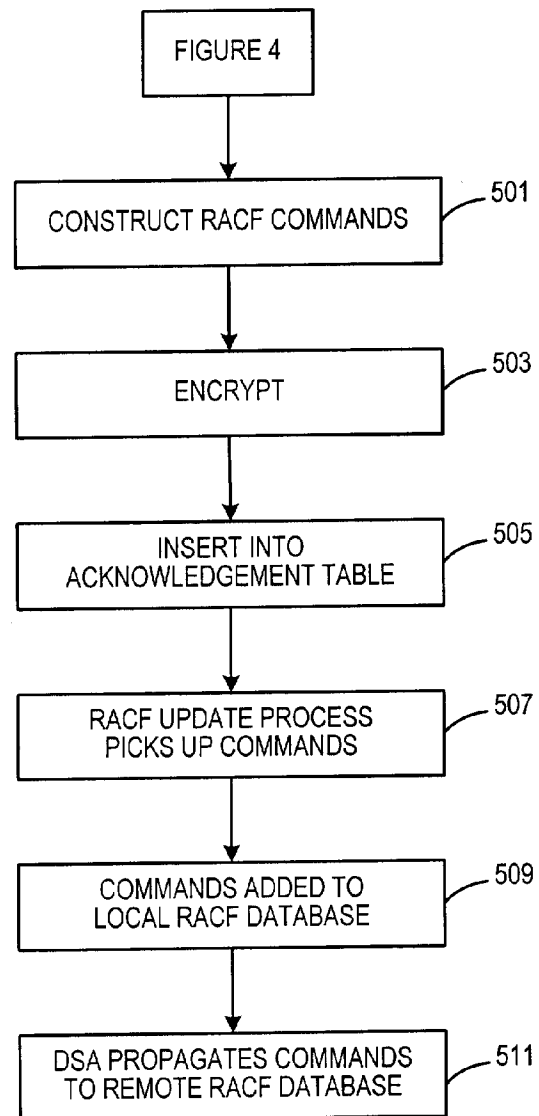 FIGURE 4
CONSTRUCT RACF COMMANDS
501
ENCRYPT
503
INSERT INTO
ACKNOWLEDGEMENT TABLE
505
RACF UPDATE PROCESS
PICKS UP COMMANDS
507
COMMANDS ADDED TO
LOCAL RACF DATABASE
509
DSA PROPAGATES COMMANDS
TO REMOTE RACF DATABASE
511